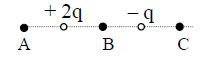 + 2q – q
A B C